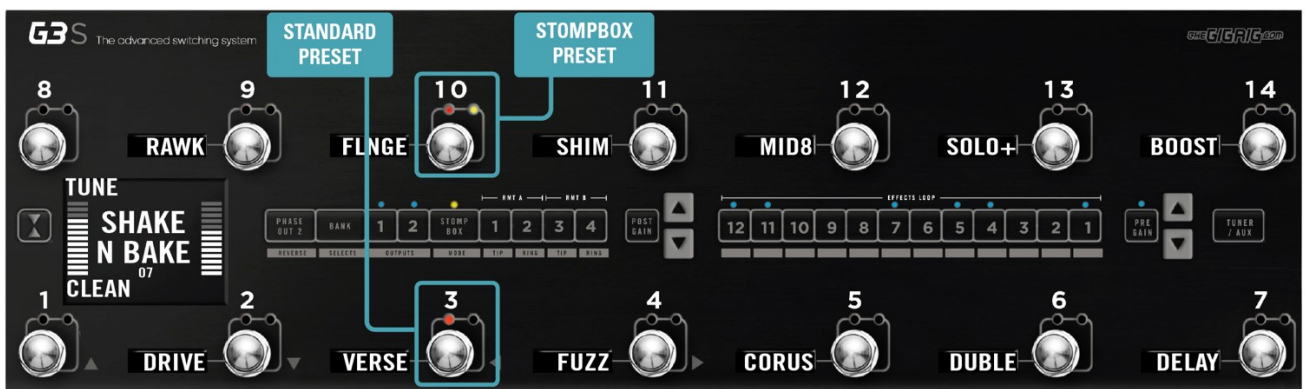 G3S The advanced switching system
STANDARD
PRESET
STOMPBOX
PRESET
THEGIGRIG.COM
8 9 10 11 12 13 14
RAWK FLNGE SHIM MID8 SOLO+ BOOST
TUNE
SHAKE
N BAKE
07
CLEAN
RMT A RMT B
EFFECTS LOOP
PHASE
OUT 2
BANK
1 2
STOMP
BOX
1 2 3 4
POST
GAIN
12 11 10 9 8 7 6 5 4 3 2 1
PRE
GAIN
TUNER
/ AUX
REVERSE SELECTS OUTPUTS MODE TIP RING TIP RING
1 2 3 4 5 6 7
DRIVE VERSE FUZZ CORUS DUBLE DELAY